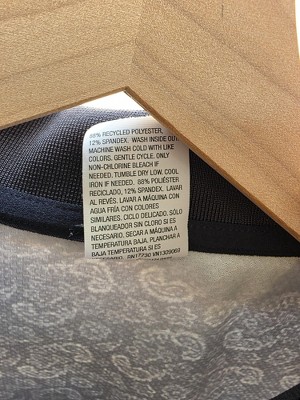 88% RECYCLED POLYESTER,
12% SPANDEX. WASH INSIDE OUT
MACHINE WASH COLD WITH LIKE
COLORS. GENTLE CYCLE. ONLY
NON-CHLORINE BLEACH IF
NEEDED. TUMBLE DRY LOW. COOL
IRON IF NEEDED. 88% POLIÉSTER
RECICLADO, 12% SPANDEX. LAVAR
AL REVÉS. LAVAR A MÁQUINA CON
AGUA FRÍA CON COLORES
SIMILARES. CICLO DELICADO. SÓLO
BLANQUEADOR SIN CLORO SI ES
NECESARIO. SECAR A MÁQUINA A
TEMPERATURA BAJA. PLANCHAR A
BAJA TEMPERATURA SI ES
NECESARIO. RN17730 VN1309068